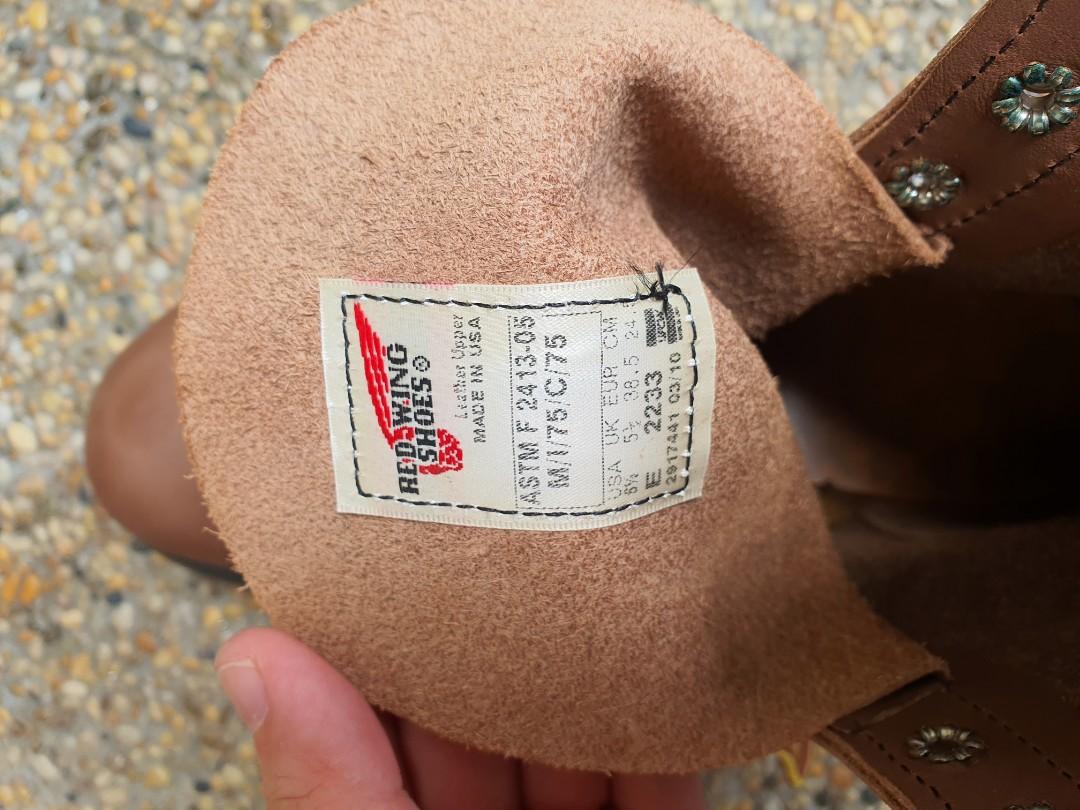 RED WING
SHOES®
Leather Upper
MADE IN USA
ASTM F 2413-05
M/I/75/C/75
USA UK EUR CM
6½ 5½ 38.5 24
E 2233
2917441 03/10